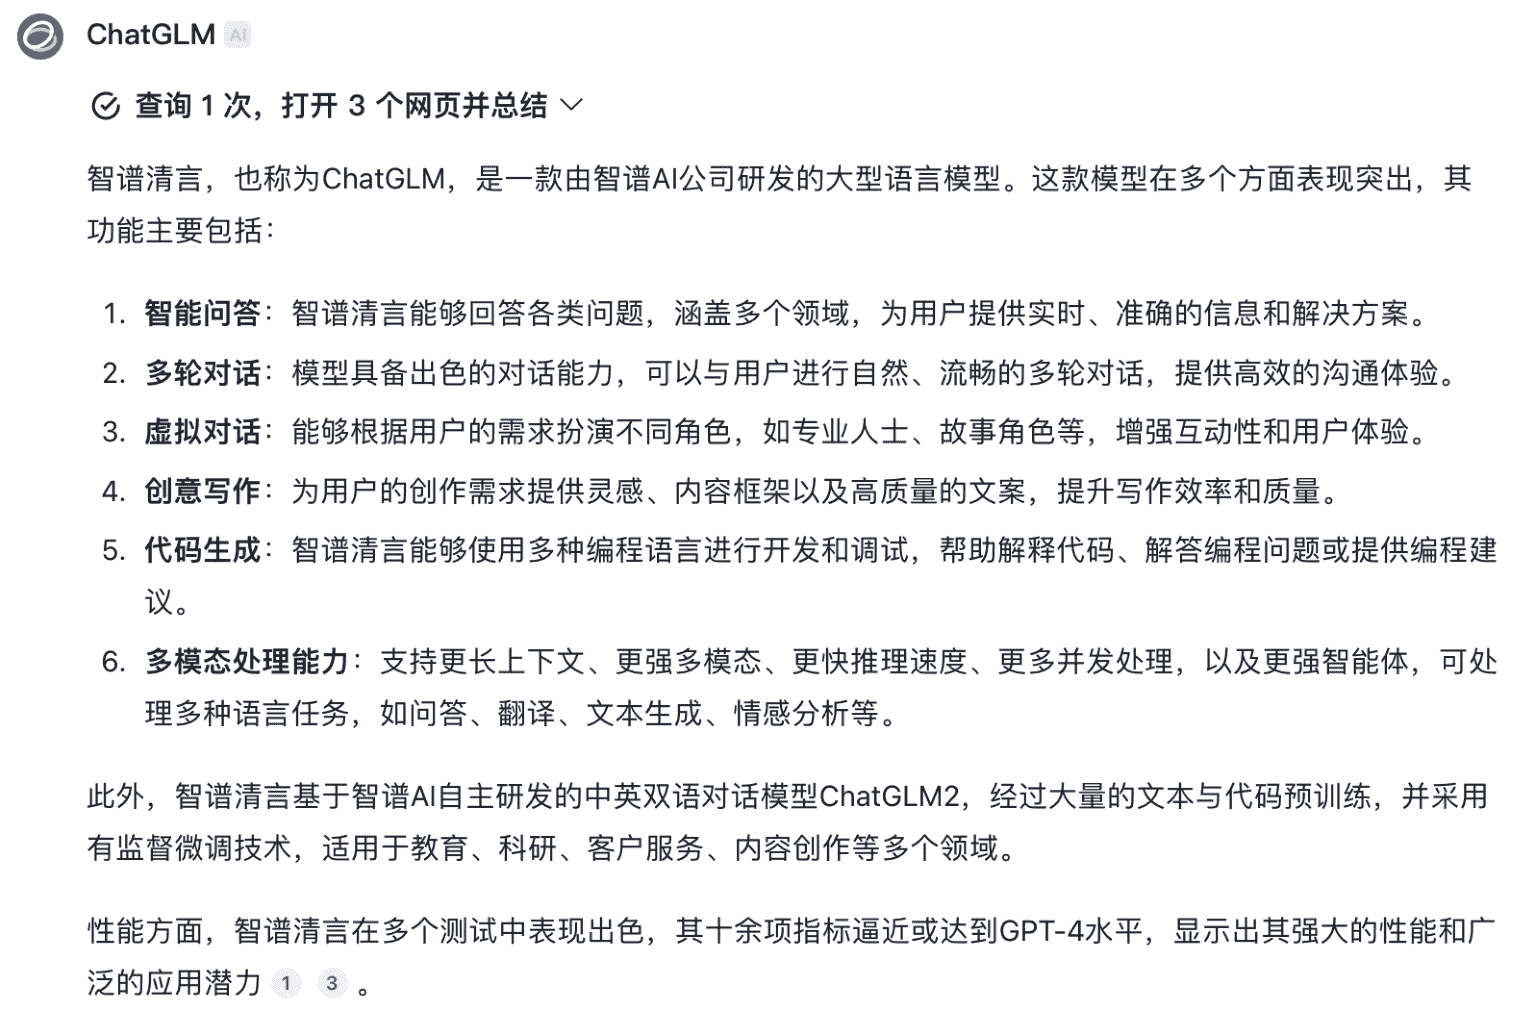 ChatGLM AI
查询 1 次，打开 3 个网页并总结
智谱清言，也称为ChatGLM，是一款由智谱AI公司研发的大型语言模型。这款模型在多个方面表现突出，其
功能主要包括：
1. 智能问答：智谱清言能够回答各类问题，涵盖多个领域，为用户提供实时、准确的信息和解决方案。
2. 多轮对话：模型具备出色的对话能力，可以与用户进行自然、流畅的多轮对话，提供高效的沟通体验。
3. 虚拟对话：能够根据用户的需求扮演不同角色，如专业人士、故事角色等，增强互动性和用户体验。
4. 创意写作：为用户的创作需求提供灵感、内容框架以及高质量的文案，提升写作效率和质量。
5. 代码生成：智谱清言能够使用多种编程语言进行开发和调试，帮助解释代码、解答编程问题或提供编程建
议。
6. 多模态处理能力：支持更长上下文、更强多模态、更快推理速度、更多并发处理，以及更强智能体，可处
理多种语言任务，如问答、翻译、文本生成、情感分析等。
此外，智谱清言基于智谱AI自主研发的中英双语对话模型ChatGLM2，经过大量的文本与代码预训练，并采用
有监督微调技术，适用于教育、科研、客户服务、内容创作等多个领域。
性能方面，智谱清言在多个测试中表现出色，其十余项指标逼近或达到GPT-4水平，显示出其强大的性能和广
泛的应用潜力 1 3 。